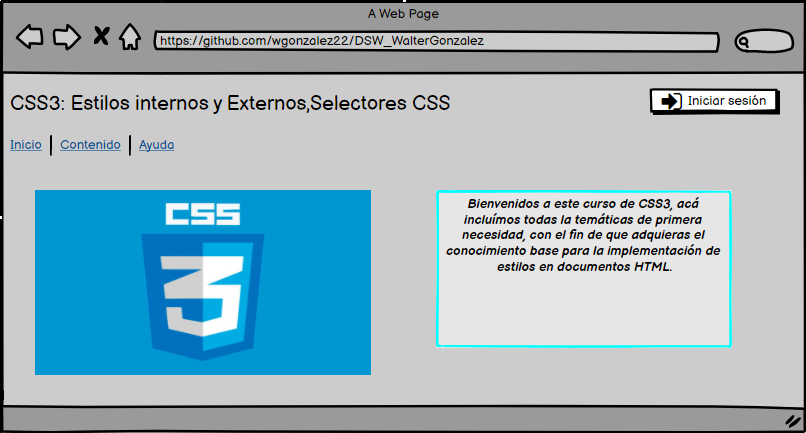 A Web Page
https://github.com/wgonzalez22/DSW_WalterGonzalez
CSS3: Estilos internos y Externos,Selectores CSS
Iniciar sesión
Inicio
Contenido
Ayuda
CSS
3
Bienvenidos a este curso de CSS3, acá
incluímos todas la temáticas de primera
necesidad, con el fin de que adquieras el
conocimiento base para la implementación de
estilos en documentos HTML.